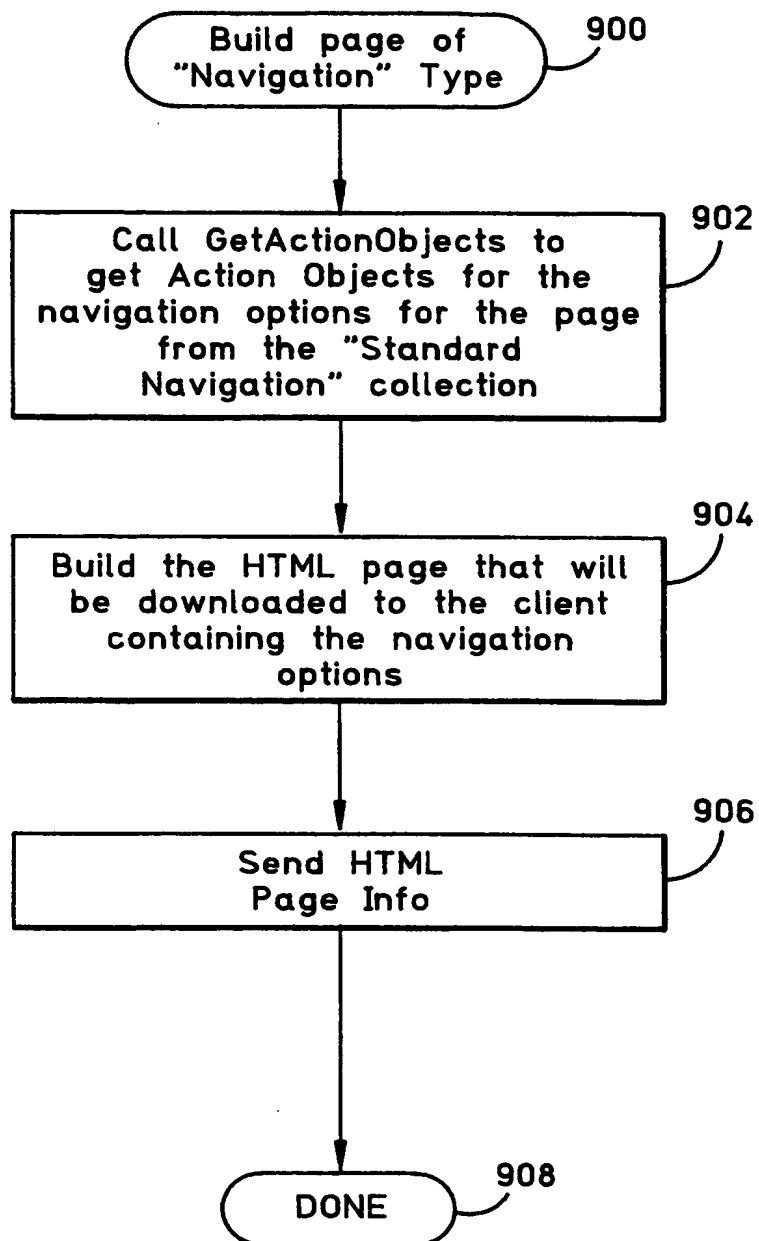 Build page of
"Navigation" Type
900
902
Call GetActionObjects to
get Action Objects for the
navigation options for the page
from the "Standard
Navigation" collection
904
Build the HTML page that will
be downloaded to the client
containing the navigation
options
906
Send HTML
Page Info
908
DONE